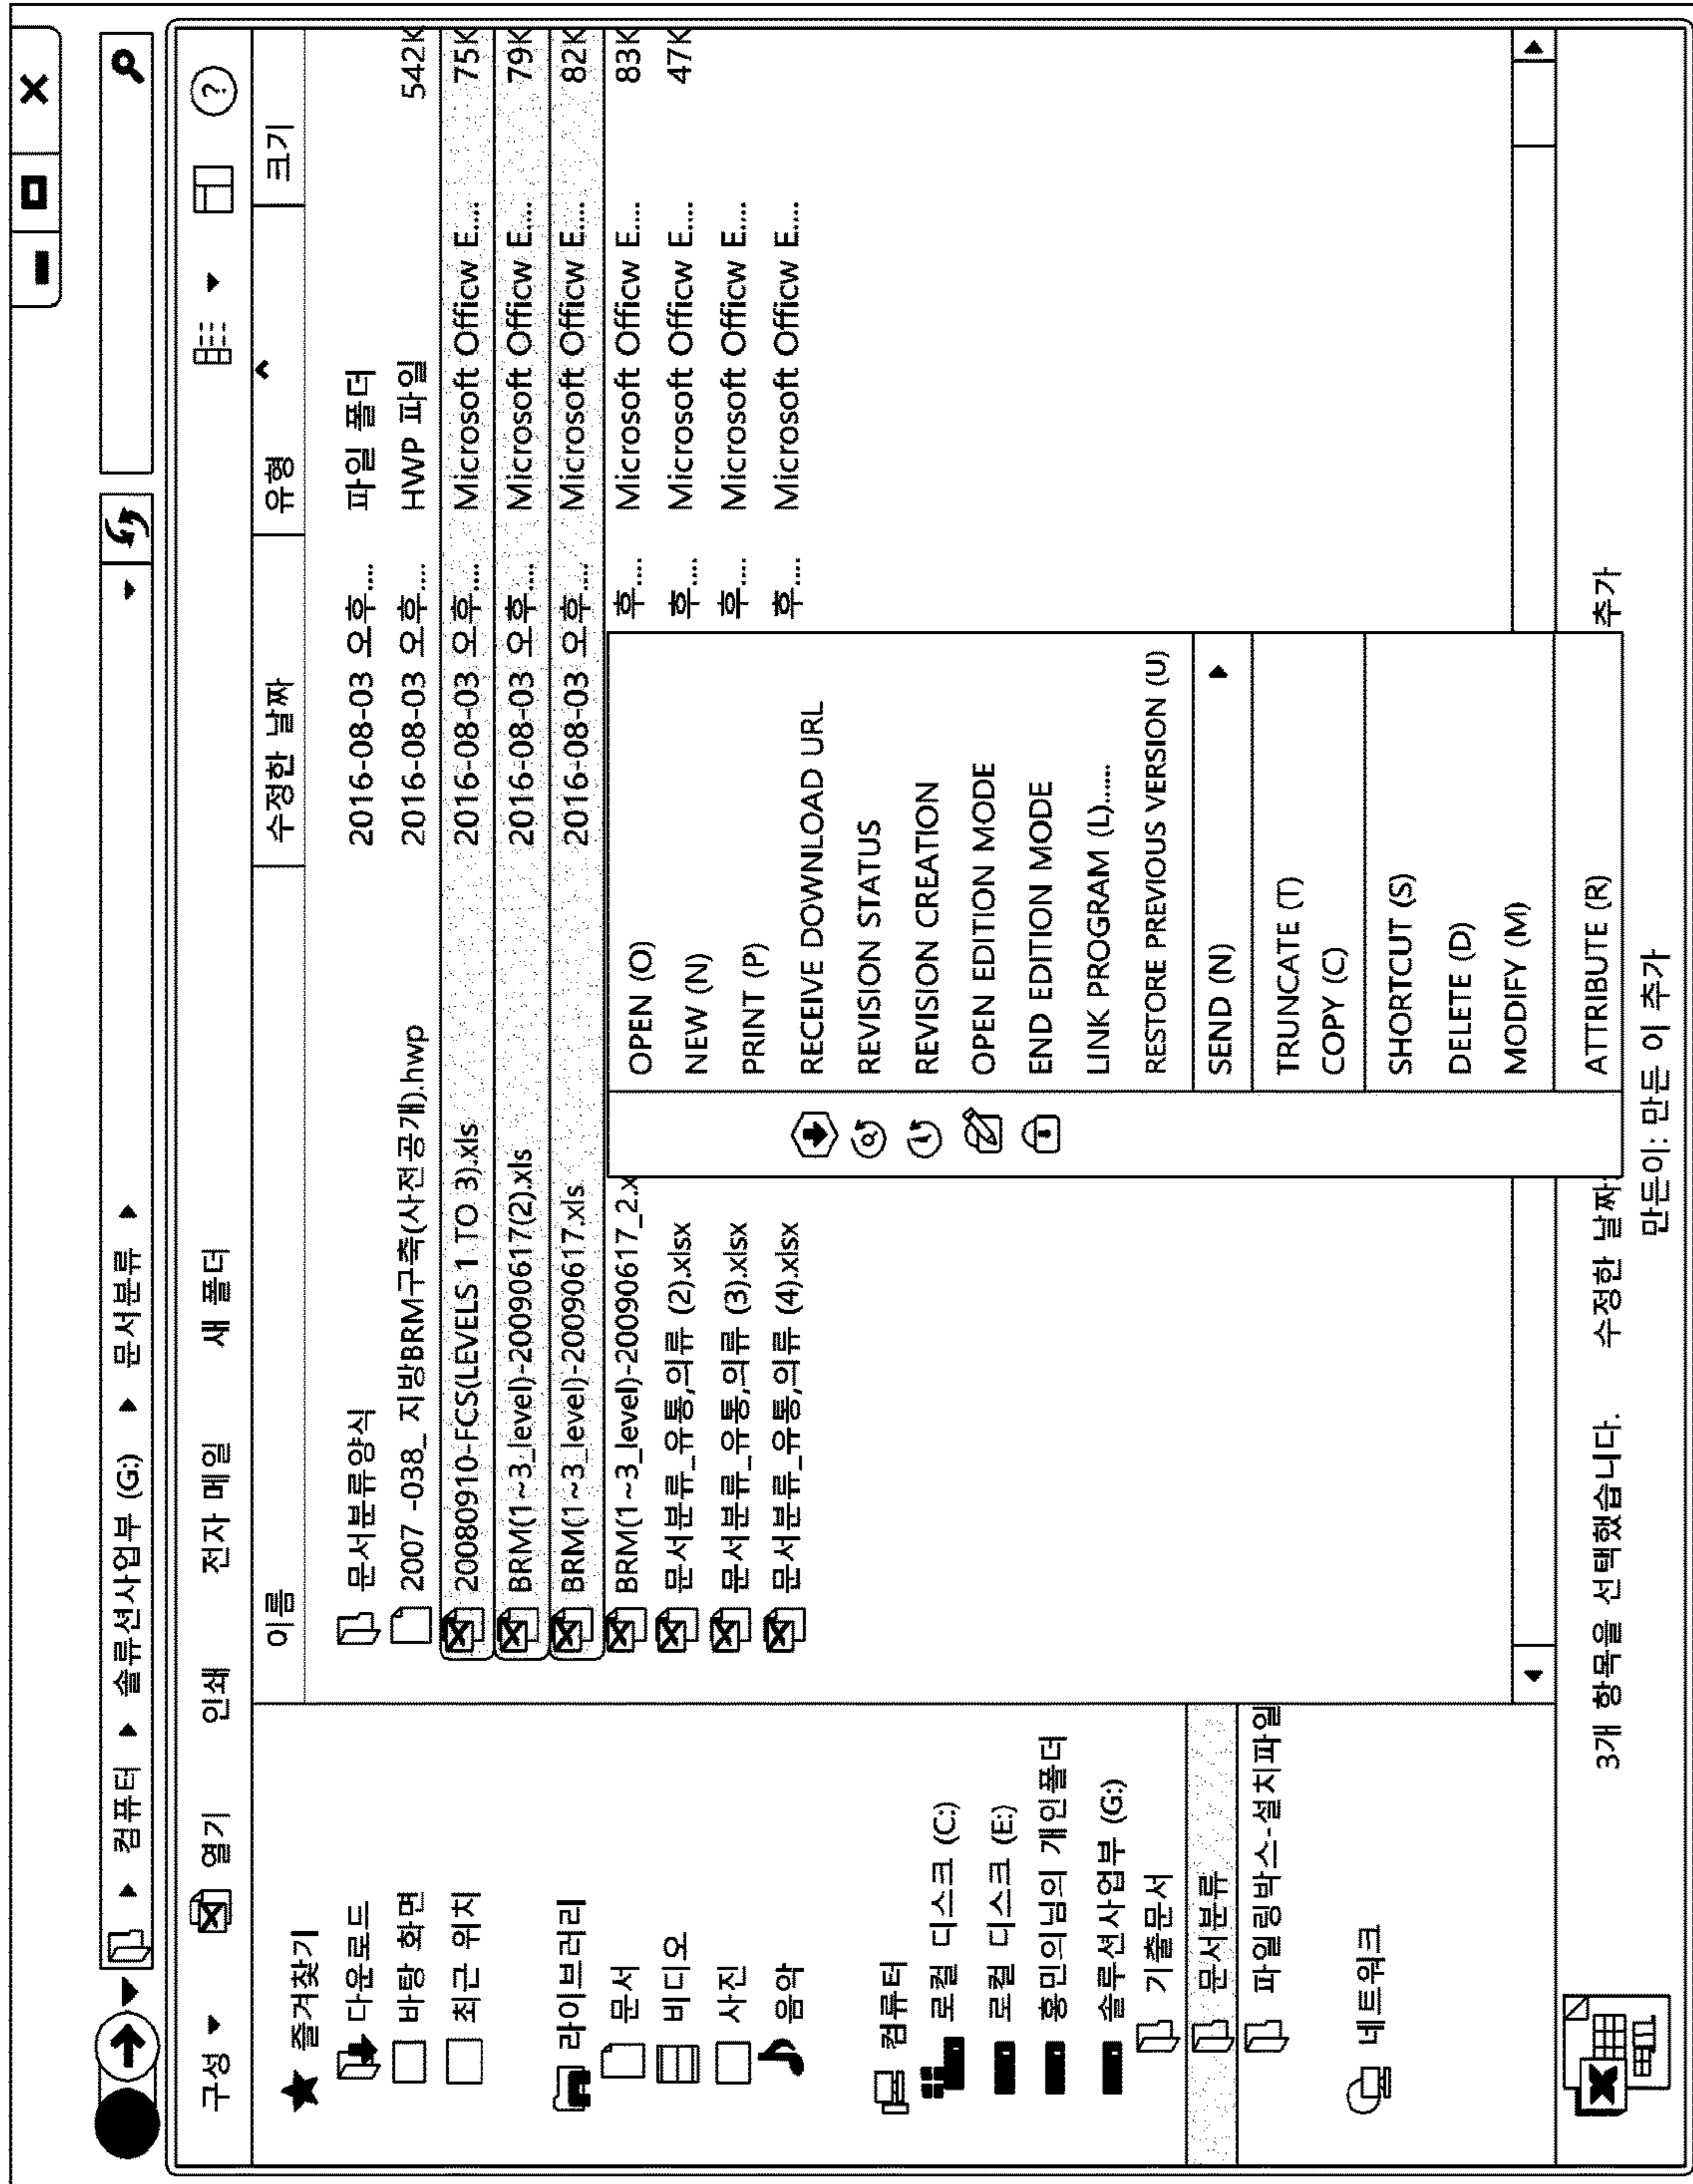 컴퓨터 ▶ 솔류션사업부 (G:) ▶ 문서분류 ▶
구성 ▼ 열기 인쇄 전자 메일 새 폴더
즐겨찾기
다운로드
바탕 화면
최근 위치
라이브러리
문서
비디오
사진
음악
컴류터
로컬 디스크 (C:)
로컬 디스크 (E:)
홍민의님의 개인폴더
솔루션사업부 (G:)
기출문서
문서분류
파일링박스-설치파일
네트워크
이름 수정한 날짜 유형 크기
문서분류양식 2016-08-03 오후.... 파일 폴더
2007 -038_ 지방BRM구축(사전공개).hwp 2016-08-03 오후.... HWP 파일 542K
20080910-FCS(LEVELS 1 TO 3).xls 2016-08-03 오후.... Microsoft Officw E.... 75K
BRM(1~3_level)-20090617(2).xls 2016-08-03 오후.... Microsoft Officw E.... 79K
BRM(1~3_level)-20090617.xls 2016-08-03 오후.... Microsoft Officw E.... 82K
BRM(1~3_level)-20090617_2.x 후.... Microsoft Officw E.... 83K
문서분류_유통,의류 (2).xlsx 후.... Microsoft Officw E.... 47K
문서분류_유통,의류 (3).xlsx 후.... Microsoft Officw E....
문서분류_유통,의류 (4).xlsx 후.... Microsoft Officw E....
OPEN (O)
NEW (N)
PRINT (P)
RECEIVE DOWNLOAD URL
REVISION STATUS
REVISION CREATION
OPEN EDITION MODE
END EDITION MODE
LINK PROGRAM (L)......
RESTORE PREVIOUS VERSION (U)
SEND (N)
TRUNCATE (T)
COPY (C)
SHORTCUT (S)
DELETE (D)
MODIFY (M)
ATTRIBUTE (R)
3개 항목을 선택했습니다. 수정한 날짜 추가
만든이: 만든 이 추가